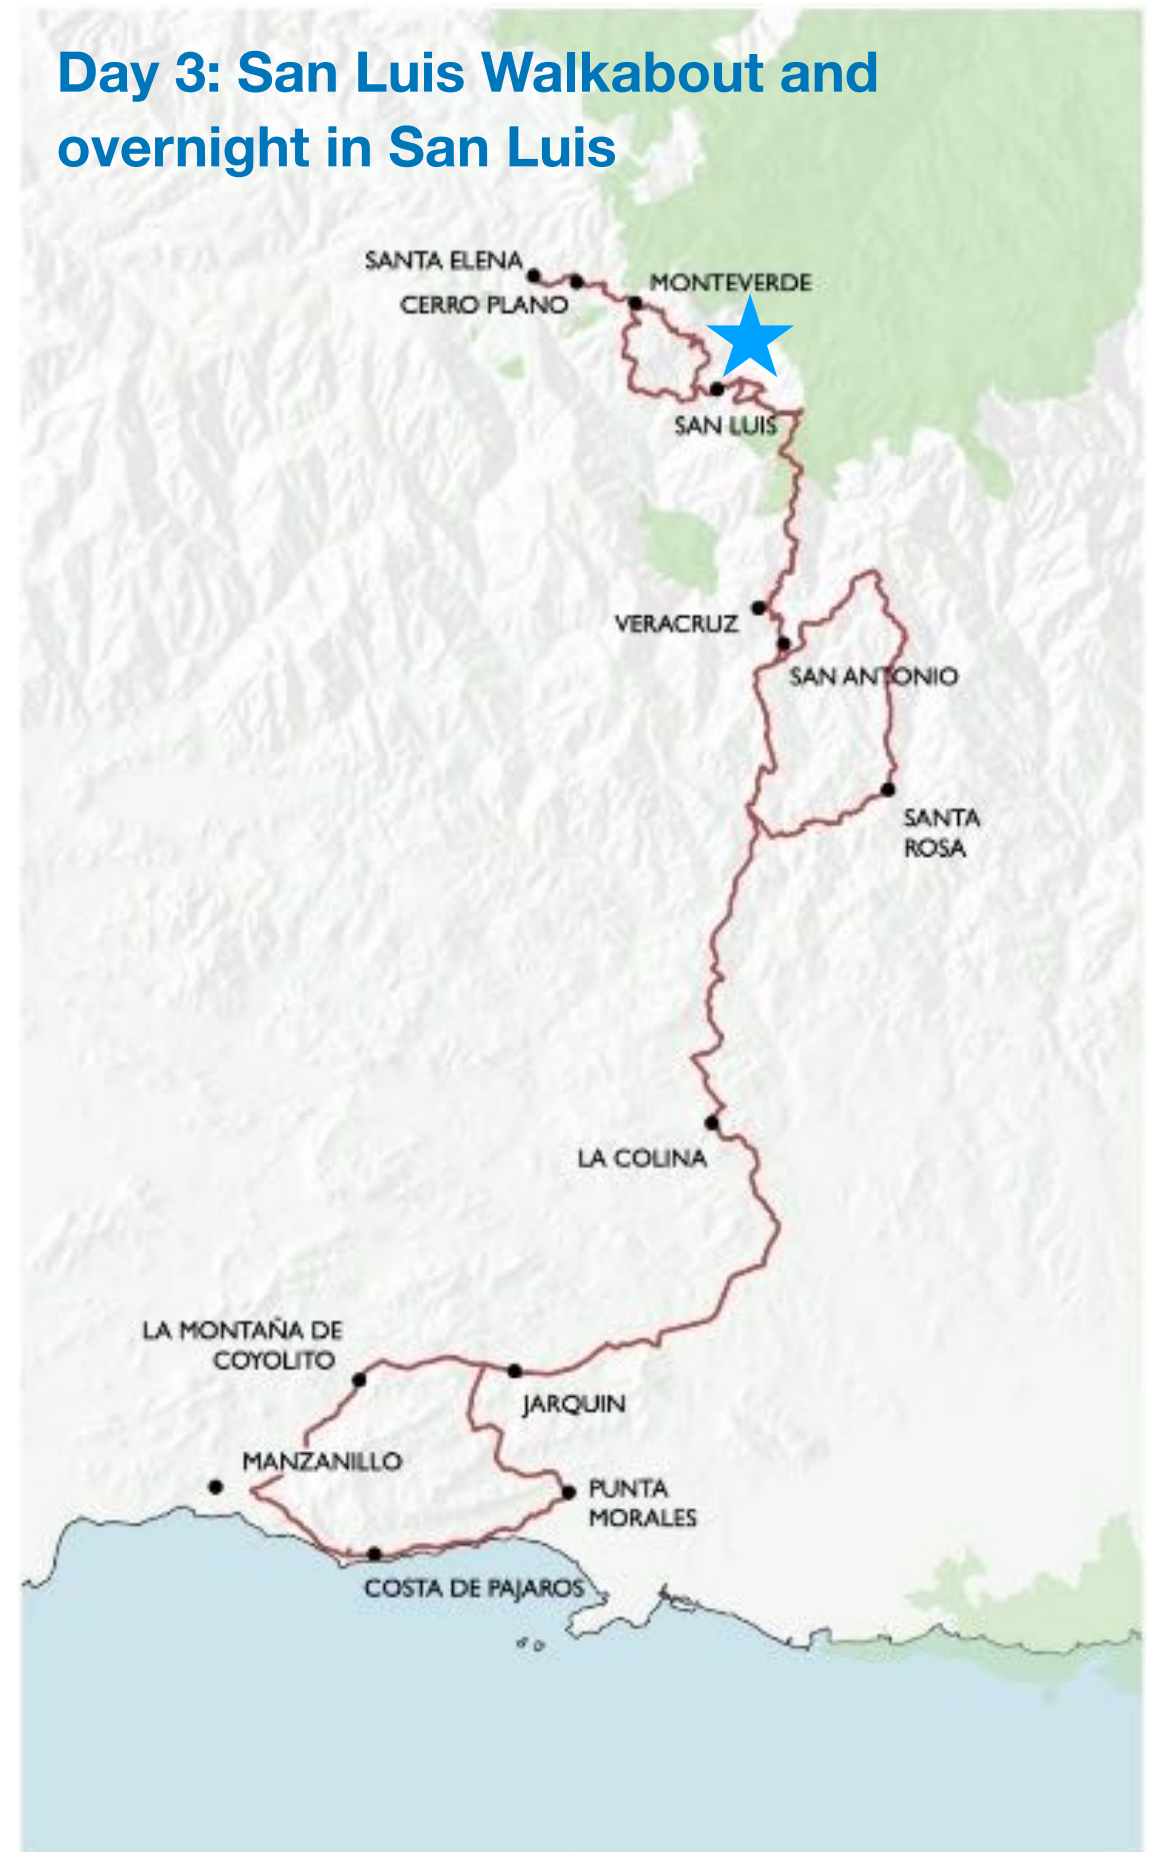 Day 3: San Luis Walkabout and
overnight in San Luis
SANTA ELENA
MONTEVERDE
CERRO PLANO
SAN LUIS
VERACRUZ
SAN ANTONIO
SANTA
ROSA
LA COLINA
LA MONTAÑA DE
COYOLITO
JARQUIN
MANZANILLO
PUNTA
MORALES
COSTA DE PAJAROS